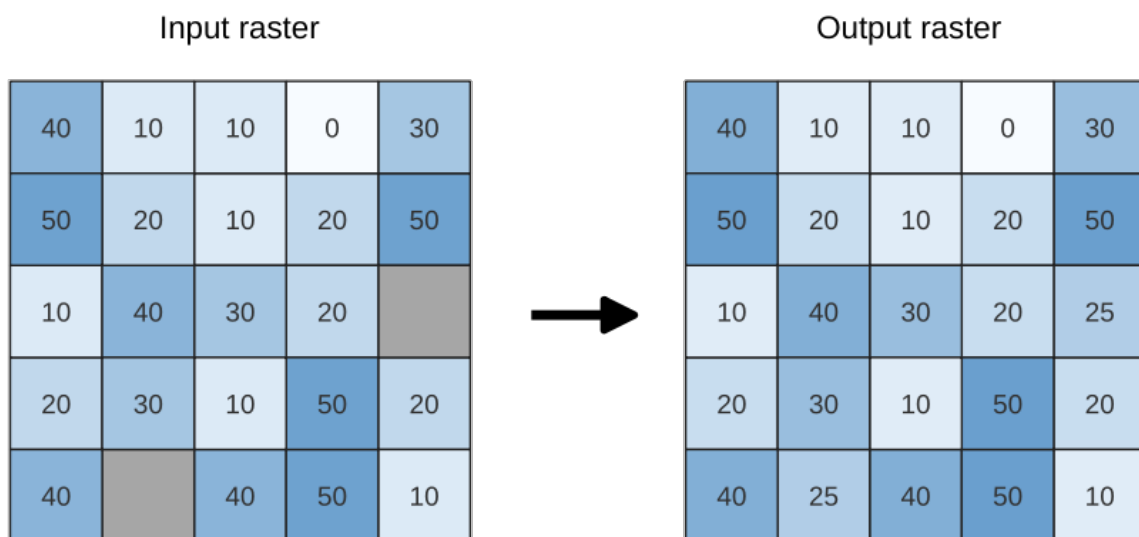 Input raster
Output raster
40 10 10 0 30
50 20 10 20 50
10 40 30 20
20 30 10 50 20
40 40 50 10
40 10 10 0 30
50 20 10 20 50
10 40 30 20 25
20 30 10 50 20
40 25 40 50 10